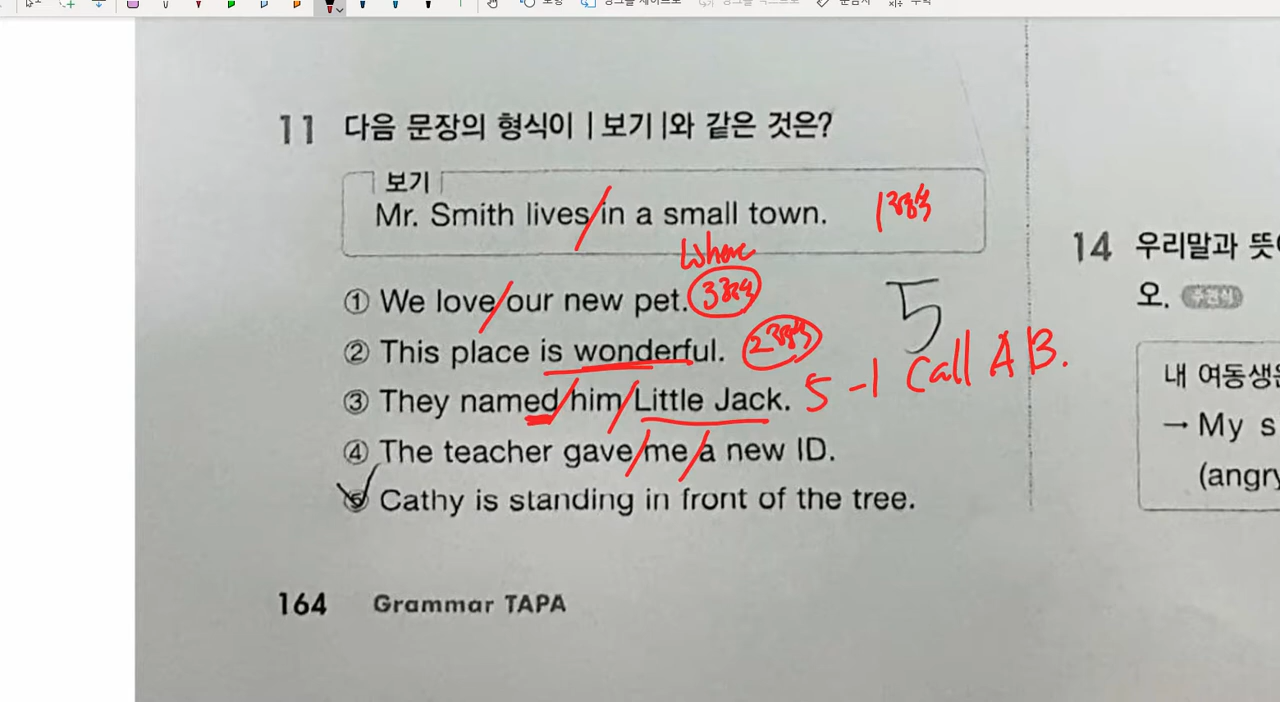 11 다음 문장의 형식이 | 보기 |와 같은 것은?
보기
Mr. Smith lives/in a small town. 1형식
Where
① We love/our new pet. 3형식
② This place is wonderful. 2형식
5
③ They named/him/Little Jack. 5-1 Call A B.
④ The teacher gave/me/a new ID.
⑤ Cathy is standing in front of the tree.
164 Grammar TAPA
14 우리말과 뜻이
오. 주관식
내 여동생은
→ My s
(angry